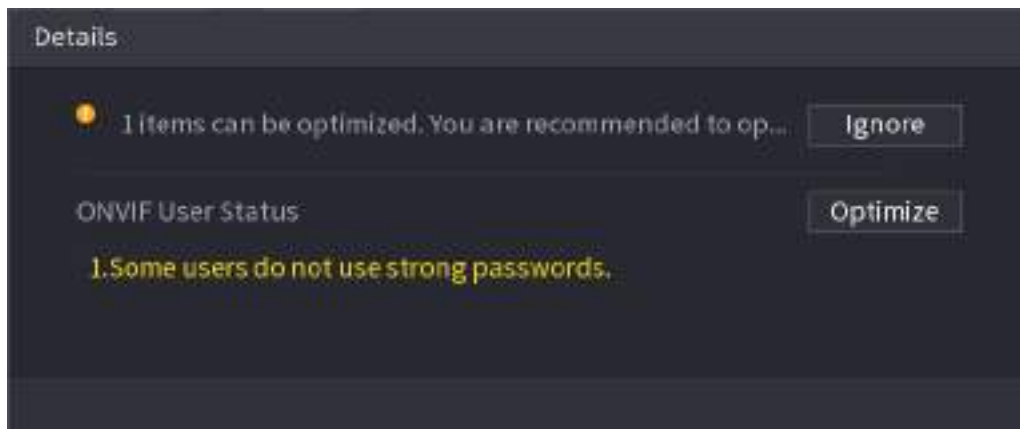 Details
1 items can be optimized. You are recommended to op...
Ignore
ONVIF User Status
Optimize
1.Some users do not use strong passwords.